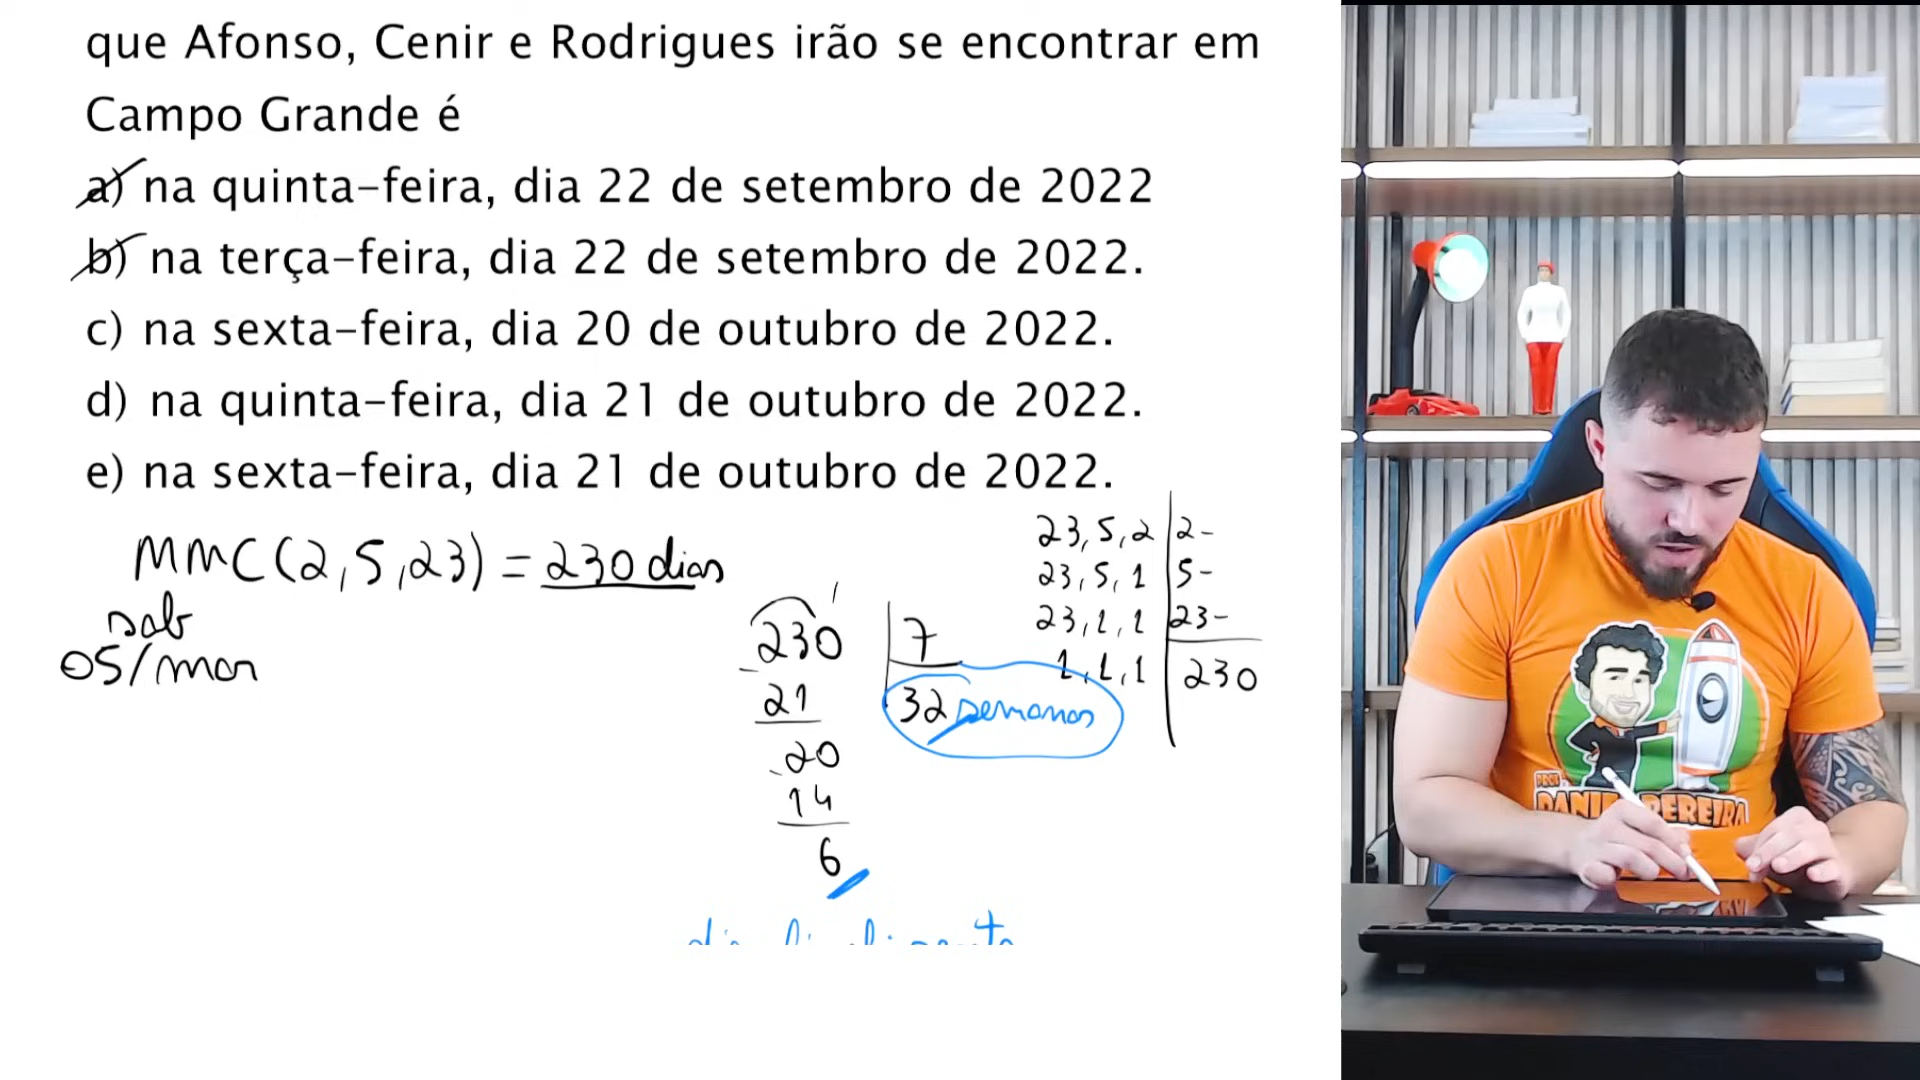 que Afonso, Cenir e Rodrigues irão se encontrar em
Campo Grande é
a) na quinta-feira, dia 22 de setembro de 2022
b) na terça-feira, dia 22 de setembro de 2022.
c) na sexta-feira, dia 20 de outubro de 2022.
d) na quinta-feira, dia 21 de outubro de 2022.
e) na sexta-feira, dia 21 de outubro de 2022.
MMC(2,5,23) = 230 dias
sab
05/mar
230 7
- 21 32 semanas
20
- 14
6
23, 5, 2 2-
23, 5, 1 5-
23, 1, 1 23-
1, 1, 1 230
PROF.
DANIEL PEREIRA